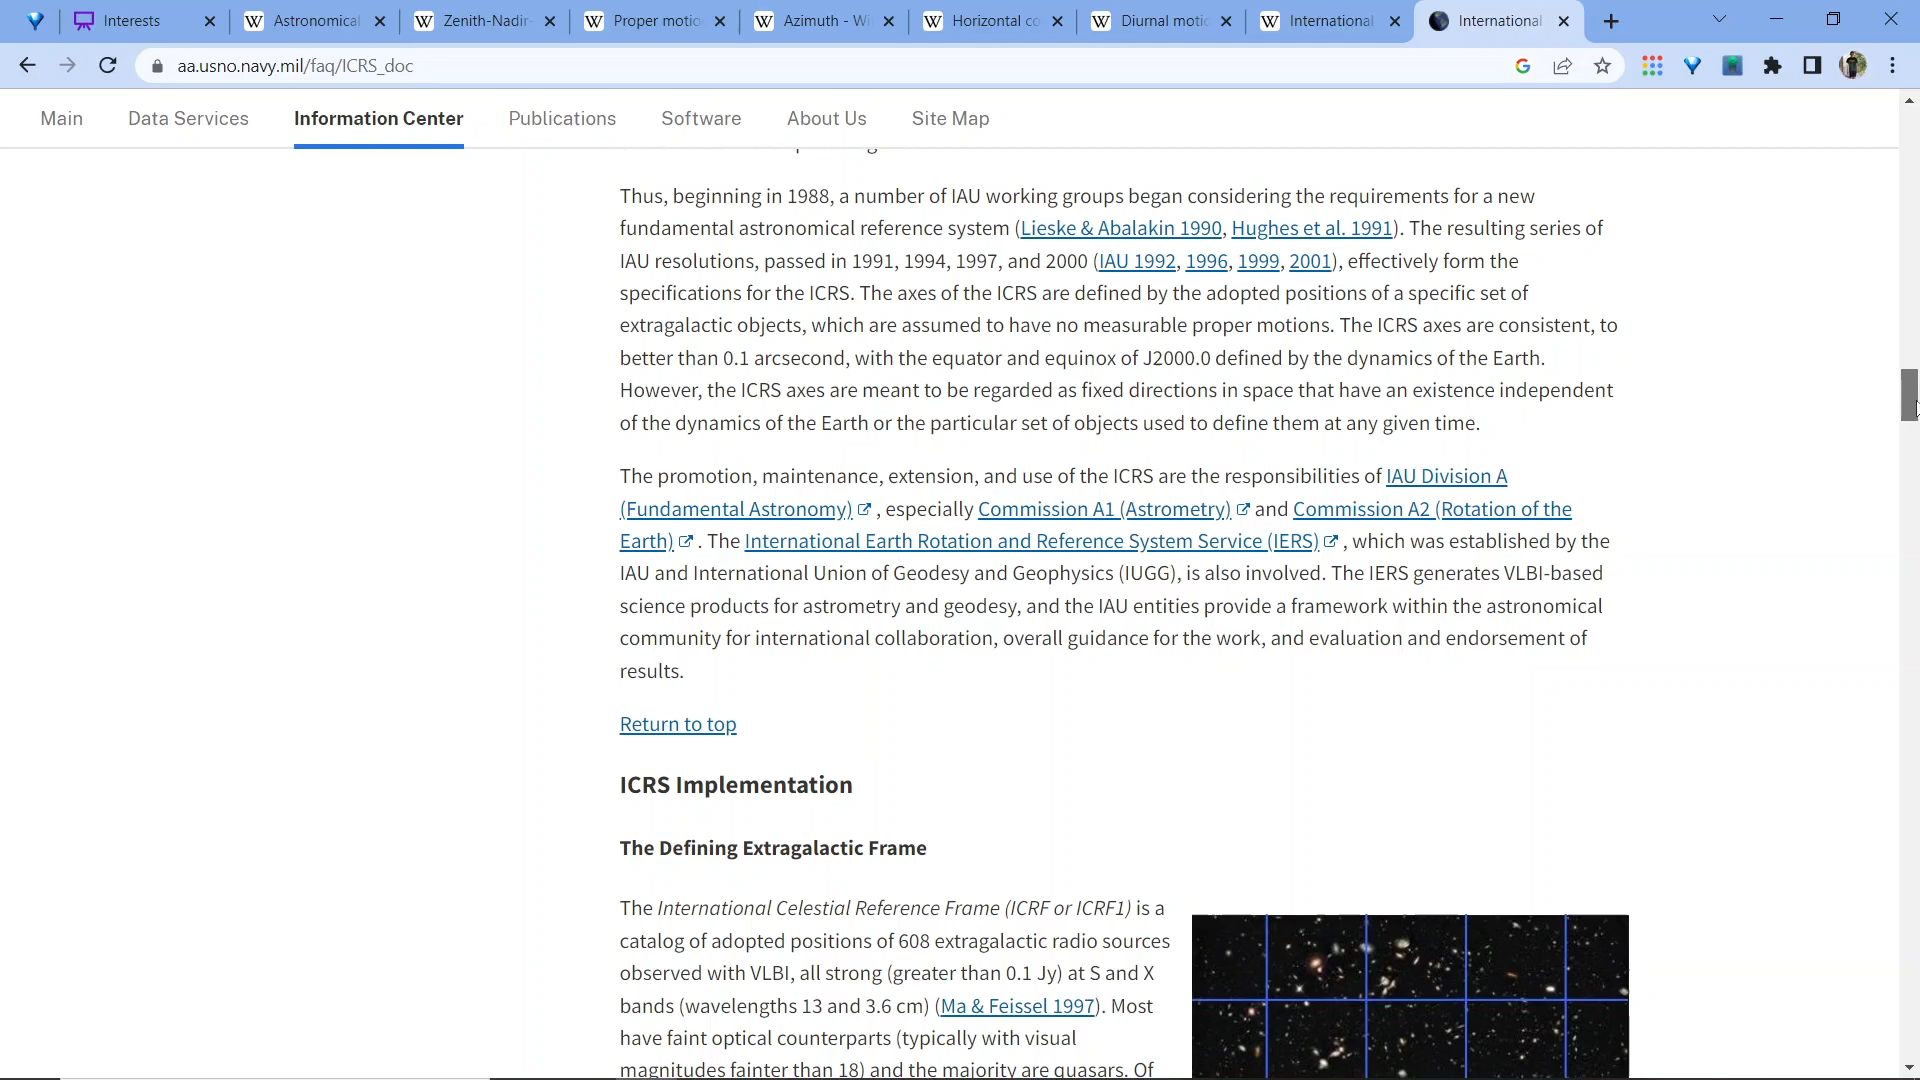 Interests
Astronomical
Zenith-Nadir-
Proper motio
Azimuth - Wi
Horizontal co
Diurnal motic
International
International
aa.usno.navy.mil/faq/ICRS_doc
Main
Data Services
Information Center
Publications
Software
About Us
Site Map
Thus, beginning in 1988, a number of IAU working groups began considering the requirements for a new
fundamental astronomical reference system (Lieske & Abalakin 1990, Hughes et al. 1991). The resulting series of
IAU resolutions, passed in 1991, 1994, 1997, and 2000 (IAU 1992, 1996, 1999, 2001), effectively form the
specifications for the ICRS. The axes of the ICRS are defined by the adopted positions of a specific set of
extragalactic objects, which are assumed to have no measurable proper motions. The ICRS axes are consistent, to
better than 0.1 arcsecond, with the equator and equinox of J2000.0 defined by the dynamics of the Earth.
However, the ICRS axes are meant to be regarded as fixed directions in space that have an existence independent
of the dynamics of the Earth or the particular set of objects used to define them at any given time.
The promotion, maintenance, extension, and use of the ICRS are the responsibilities of IAU Division A
(Fundamental Astronomy) , especially Commission A1 (Astrometry) and Commission A2 (Rotation of the
Earth) . The International Earth Rotation and Reference System Service (IERS) , which was established by the
IAU and International Union of Geodesy and Geophysics (IUGG), is also involved. The IERS generates VLBI-based
science products for astrometry and geodesy, and the IAU entities provide a framework within the astronomical
community for international collaboration, overall guidance for the work, and evaluation and endorsement of
results.
Return to top
ICRS Implementation
The Defining Extragalactic Frame
The International Celestial Reference Frame (ICRF or ICRF1) is a
catalog of adopted positions of 608 extragalactic radio sources
observed with VLBI, all strong (greater than 0.1 Jy) at S and X
bands (wavelengths 13 and 3.6 cm) (Ma & Feissel 1997). Most
have faint optical counterparts (typically with visual
magnitudes fainter than 18) and the majority are quasars. Of